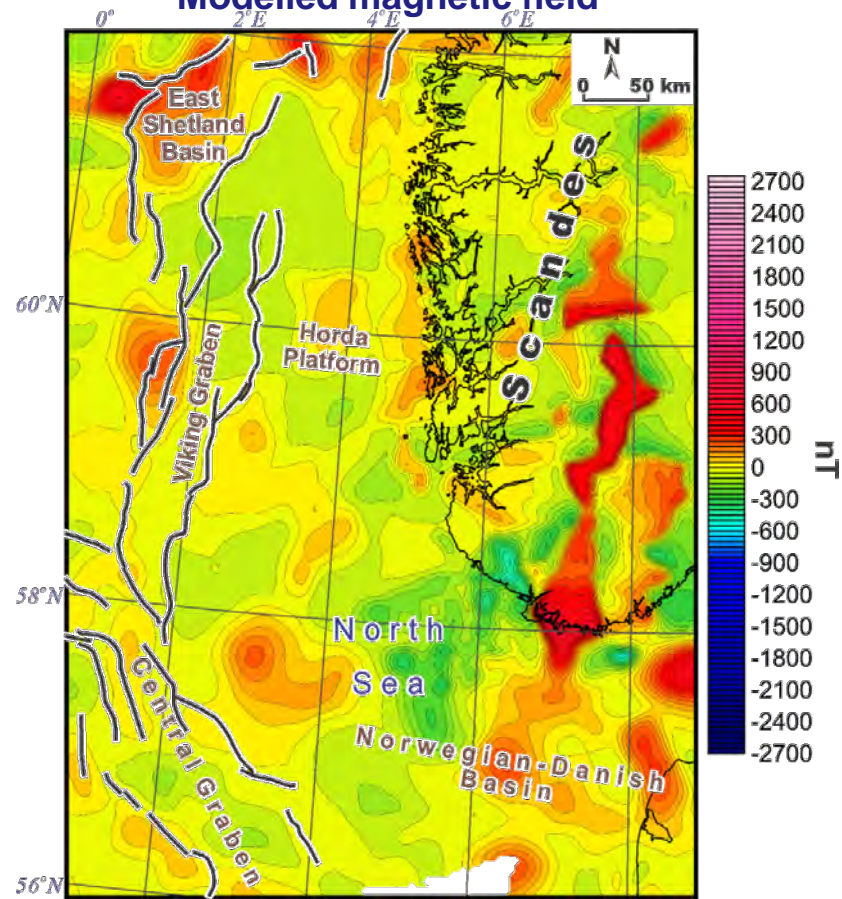 Modelled magnetic field
0° 2°E 4°E 6°E
N
0 50 km
East
Shetland
Basin
Scandes
60°N
Horda
Platform
Viking Graben
58°N
North
Sea
Central Graben
Norwegian-Danish
Basin
56°N
2700
2400
2100
1800
1500
1200
900
600
300
0
-300
-600
-900
-1200
-1500
-1800
-2100
-2400
-2700
nT